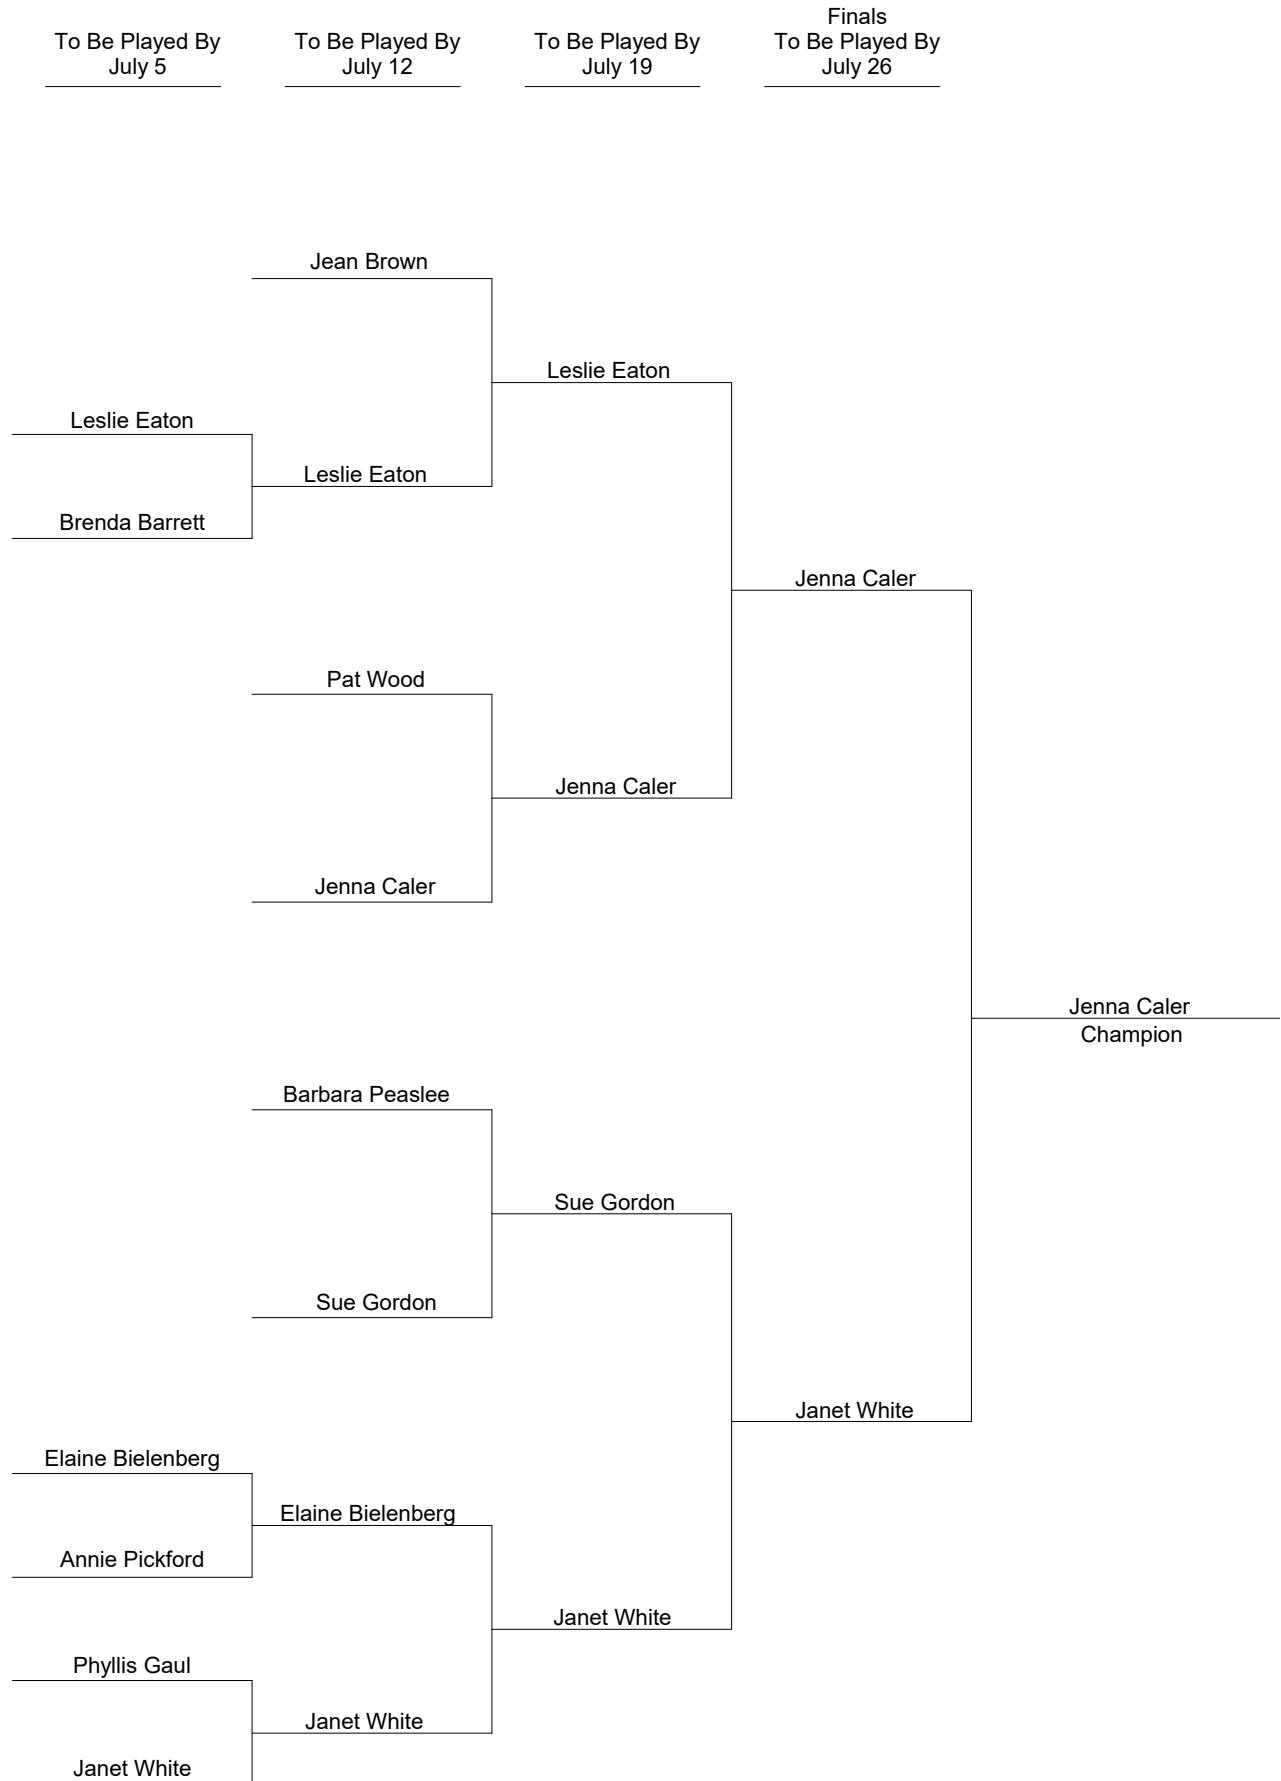 To Be Played By
July 5
To Be Played By
July 12
To Be Played By
July 19
Finals
To Be Played By
July 26
Jean Brown
Leslie Eaton
Leslie Eaton
Leslie Eaton
Brenda Barrett
Jenna Caler
Pat Wood
Jenna Caler
Jenna Caler
Jenna Caler
Champion
Barbara Peaslee
Sue Gordon
Sue Gordon
Janet White
Elaine Bielenberg
Elaine Bielenberg
Annie Pickford
Janet White
Phyllis Gaul
Janet White
Janet White